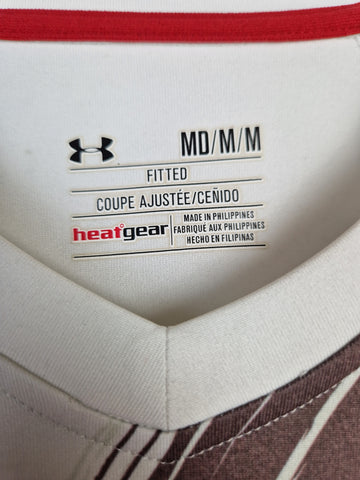 MD/M/M
FITTED
COUPE AJUSTÉE/CEÑIDO
heatgear
MADE IN PHILIPPINES
FABRIQUÉ AUX PHILIPPINES
HECHO EN FILIPINAS